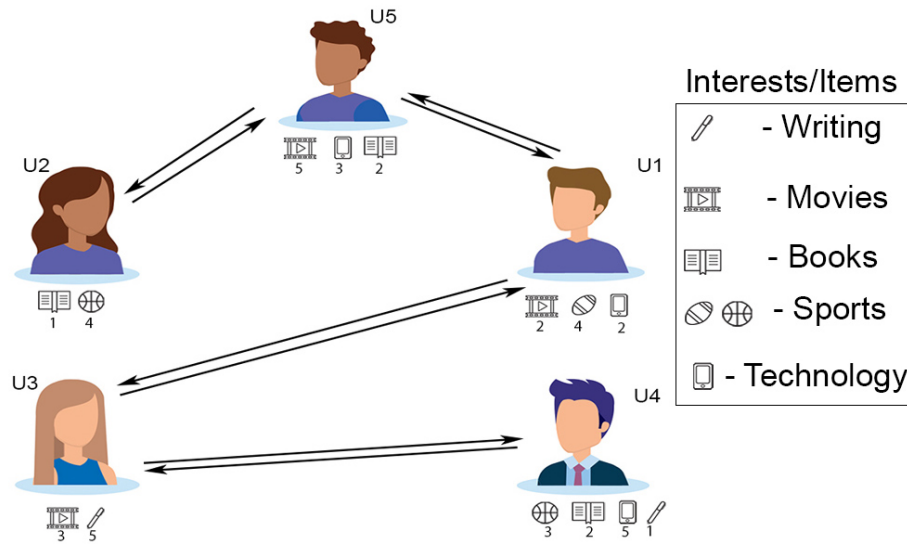 U5
5 3 2
U2
1 4
U1
2 4 2
U3
3 5
U4
3 2 5 1
Interests/Items
- Writing
- Movies
- Books
- Sports
- Technology